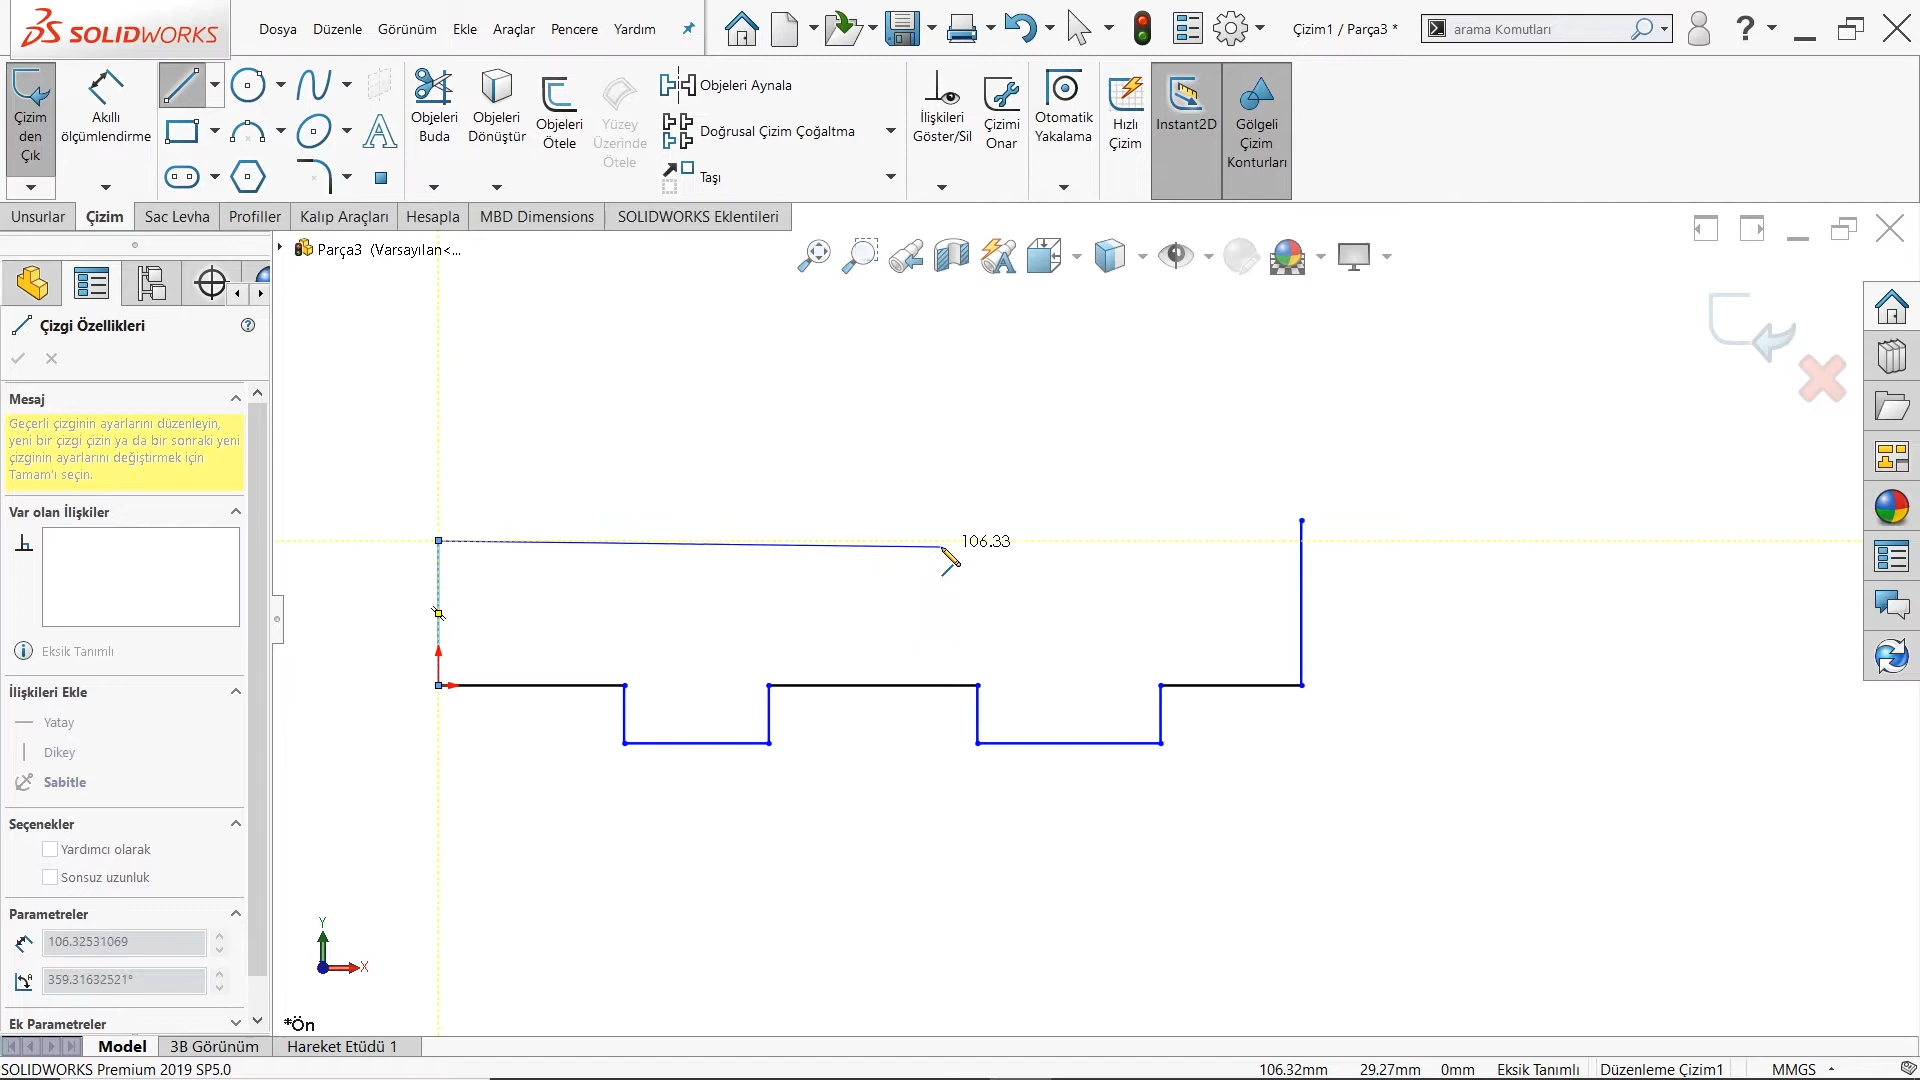 SOLIDWORKS
Dosya Düzenle Görünüm Ekle Araçlar Pencere Yardım
Çizim1 / Parça3 *
arama Komutları
?
Çizim
den
Çık
Akıllı
ölçümlendirme
Objeleri
Buda
Objeleri
Dönüştür
Objeleri
Ötele
Yüzey
Üzerinde
Ötele
Objeleri Aynala
Doğrusal Çizim Çoğaltma
Taşı
İlişkileri
Göster/Sil
Çizimi
Onar
Otomatik
Yakalama
Hızlı
Çizim
Instant2D
Gölgeli
Çizim
Konturları
Unsurlar Çizim Sac Levha Profiller Kalıp Araçları Hesapla MBD Dimensions SOLIDWORKS Eklentileri
Parça3 (Varsayılan<...
Çizgi Özellikleri
Mesaj
Geçerli çizginin ayarlarını düzenleyin,
yeni bir çizgi çizin ya da bir sonraki yeni
çizginin ayarlarını değiştirmek için
Tamam'ı seçin.
Var olan İlişkiler
Eksik Tanımlı
İlişkileri Ekle
Yatay
Dikey
Sabitle
Seçenekler
Yardımcı olarak
Sonsuz uzunluk
Parametreler
106.32531069
359.31632521°
Ek Parametreler
106.33
Y
X
*Ön
Model 3B Görünüm Hareket Etüdü 1
SOLIDWORKS Premium 2019 SP5.0
106.32mm 29.27mm 0mm Eksik Tanımlı Düzenleme Çizim1 MMGS